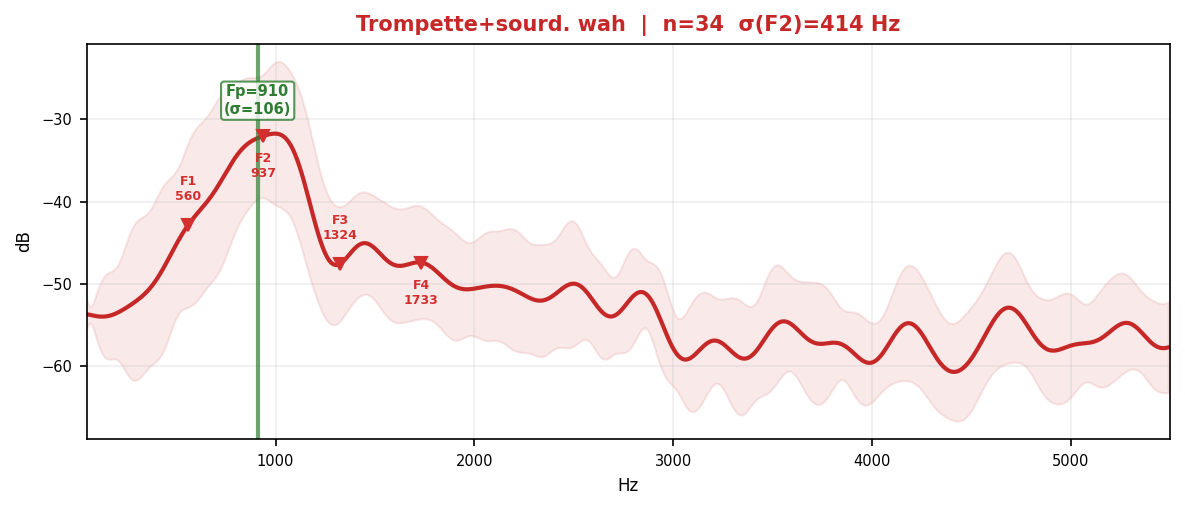 Trompette+sourd. wah | n=34 σ(F2)=414 Hz
Fp=910
(σ=106)
F1
560
F2
937
F3
1324
F4
1733
−30
−40
−50
−60
dB
1000
2000
3000
4000
5000
Hz